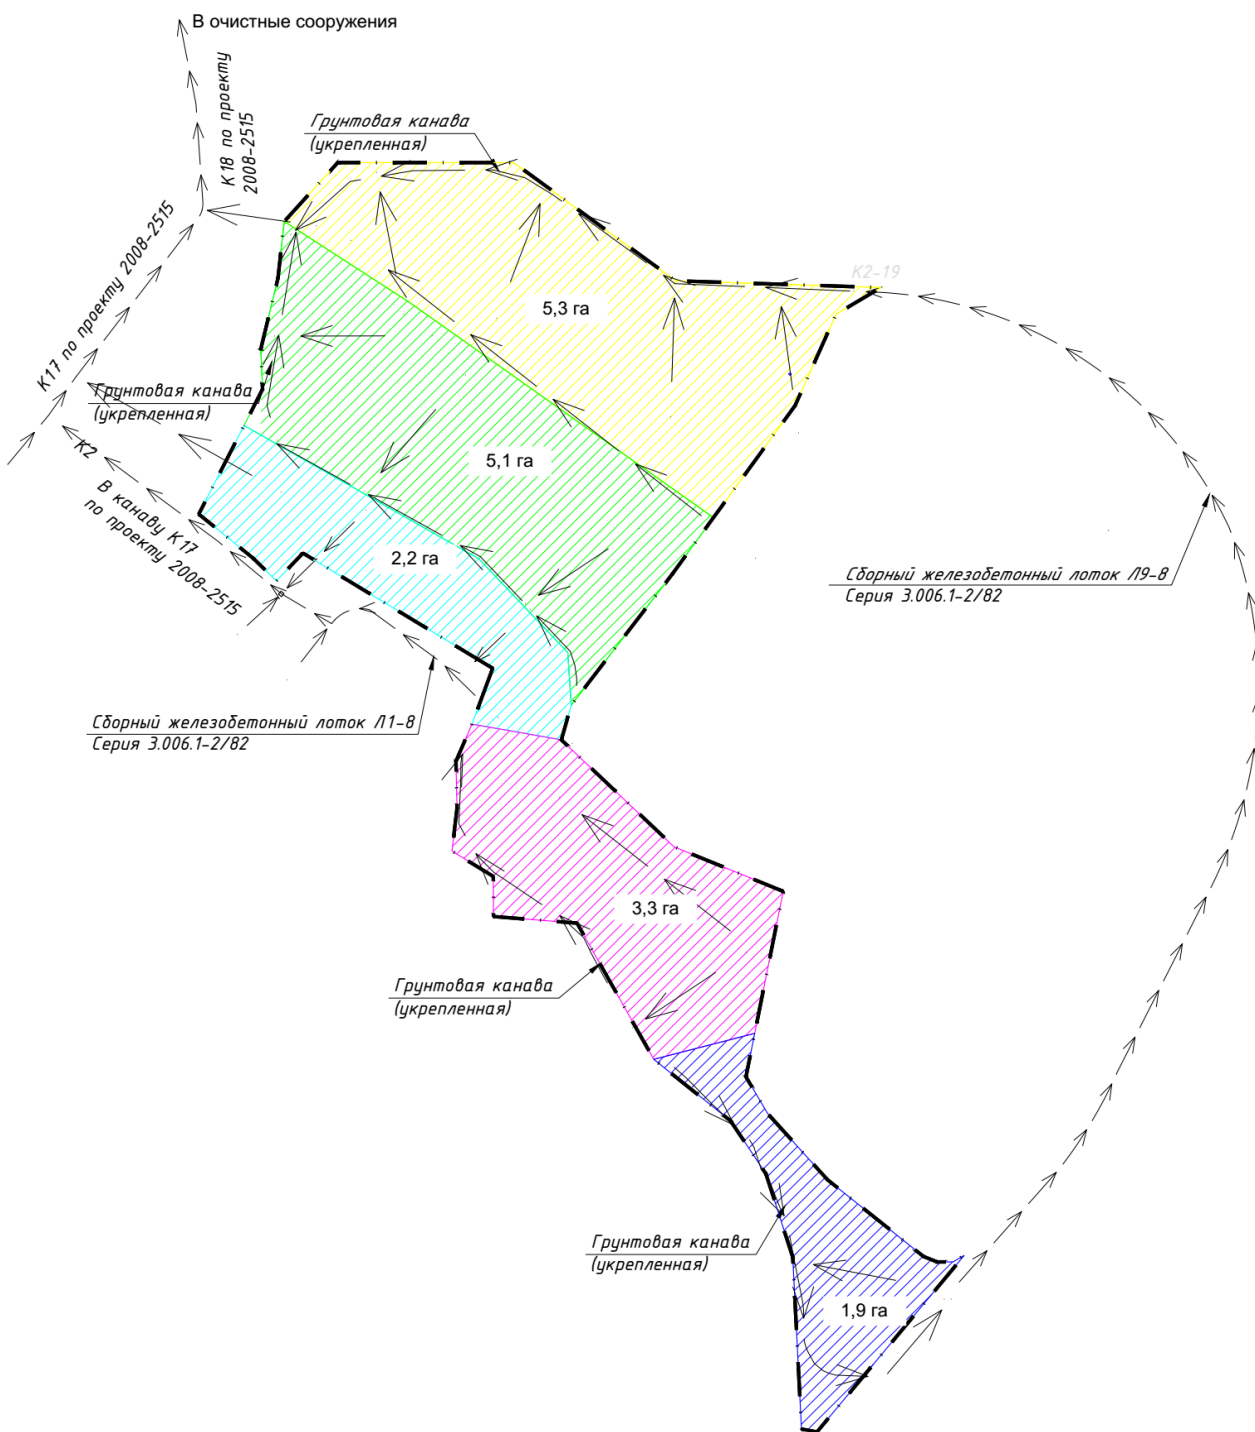 В очистные сооружения
К18 по проекту
2008-2515
Грунтовая канава
(укрепленная)
К17 по проекту 2008-2515
К2-19
5,3 га
Грунтовая канава
(укрепленная)
К2
5,1 га
В канаву К17
по проекту 2008-2515
2,2 га
Сборный железобетонный лоток Л9-8
Серия 3.006.1-2/82
Сборный железобетонный лоток Л1-8
Серия 3.006.1-2/82
3,3 га
Грунтовая канава
(укрепленная)
Грунтовая канава
(укрепленная)
1,9 га